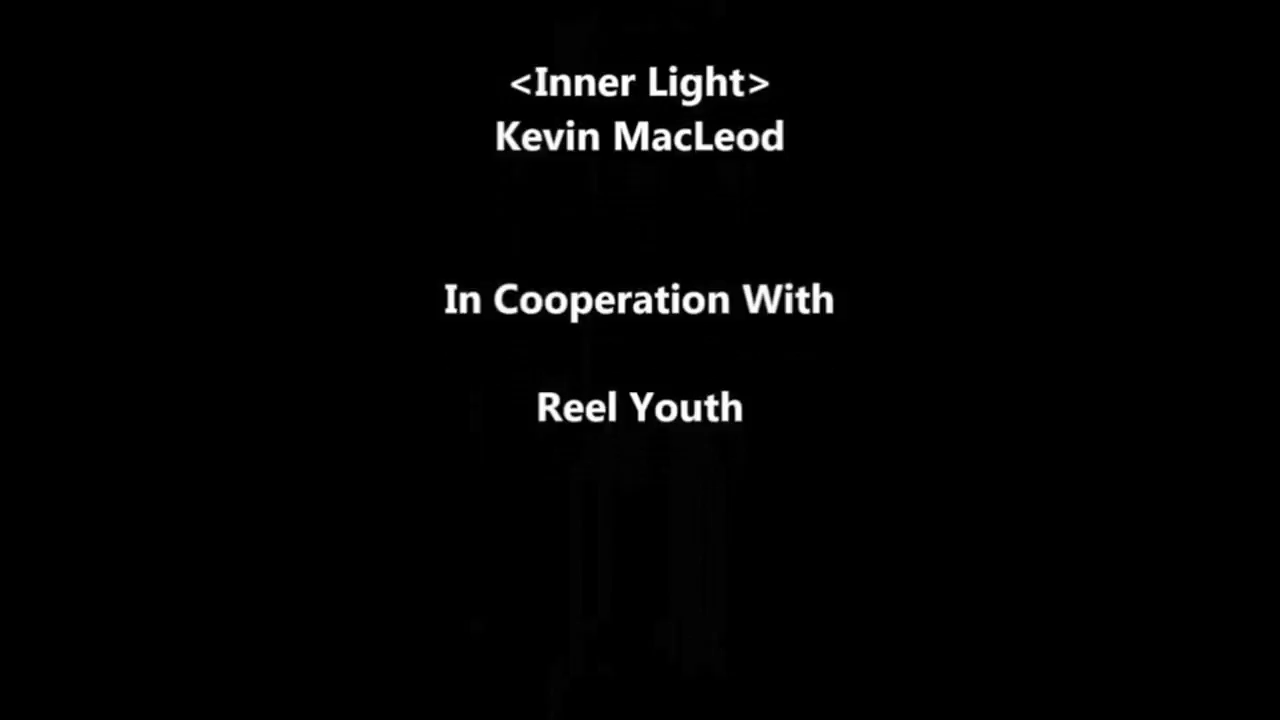 <Inner Light>
Kevin MacLeod
In Cooperation With
Reel Youth